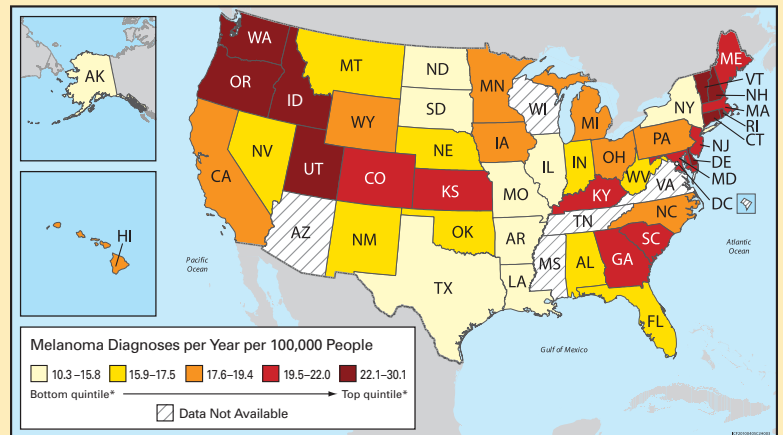 AK
HI
WA
OR
ID
MT
ND
SD
MN
WI
MI
NY
ME
VT
NH
MA
RI
CT
NJ
DE
MD
DC
WY
NE
IA
PA
NV
UT
CO
KS
MO
IL
IN
OH
WV
VA
KY
CA
AZ
NM
OK
AR
TN
NC
SC
TX
LA
MS
AL
GA
FL
Pacific
Ocean
Atlantic
Ocean
Gulf of Mexico
Melanoma Diagnoses per Year per 100,000 People
10.3–15.8 15.9–17.5 17.6–19.4 19.5–22.0 22.1–30.1
Bottom quintile* Top quintile*
Data Not Available